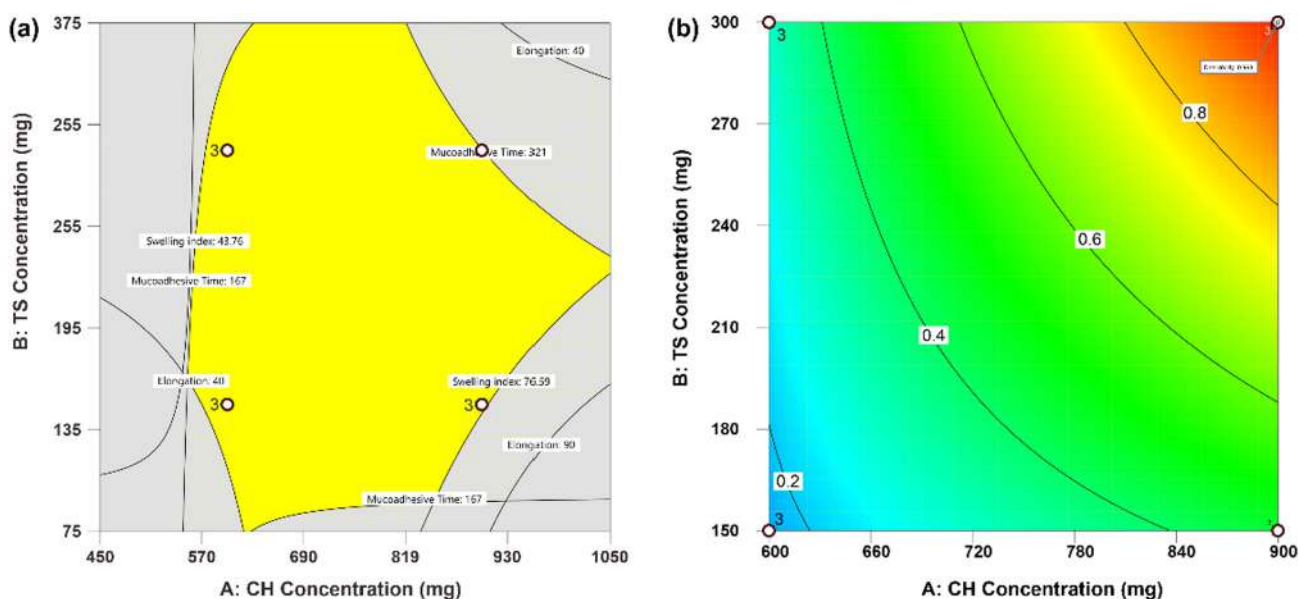 (a)
375
255
255
195
135
75
B: TS Concentration (mg)
Elongation: 40
3
Mucoadhesive Time: 321
Swelling index: 43.76
Mucoadhesive Time: 167
Elongation: 40
3
Swelling index: 76.59
3
Elongation: 90
Mucoadhesive Time: 167
450 570 690 819 930 1050
A: CH Concentration (mg)
(b)
300
270
240
210
180
150
B: TS Concentration (mg)
3
3
0.8
0.6
0.4
0.2
3
600 660 720 780 840 900
A: CH Concentration (mg)